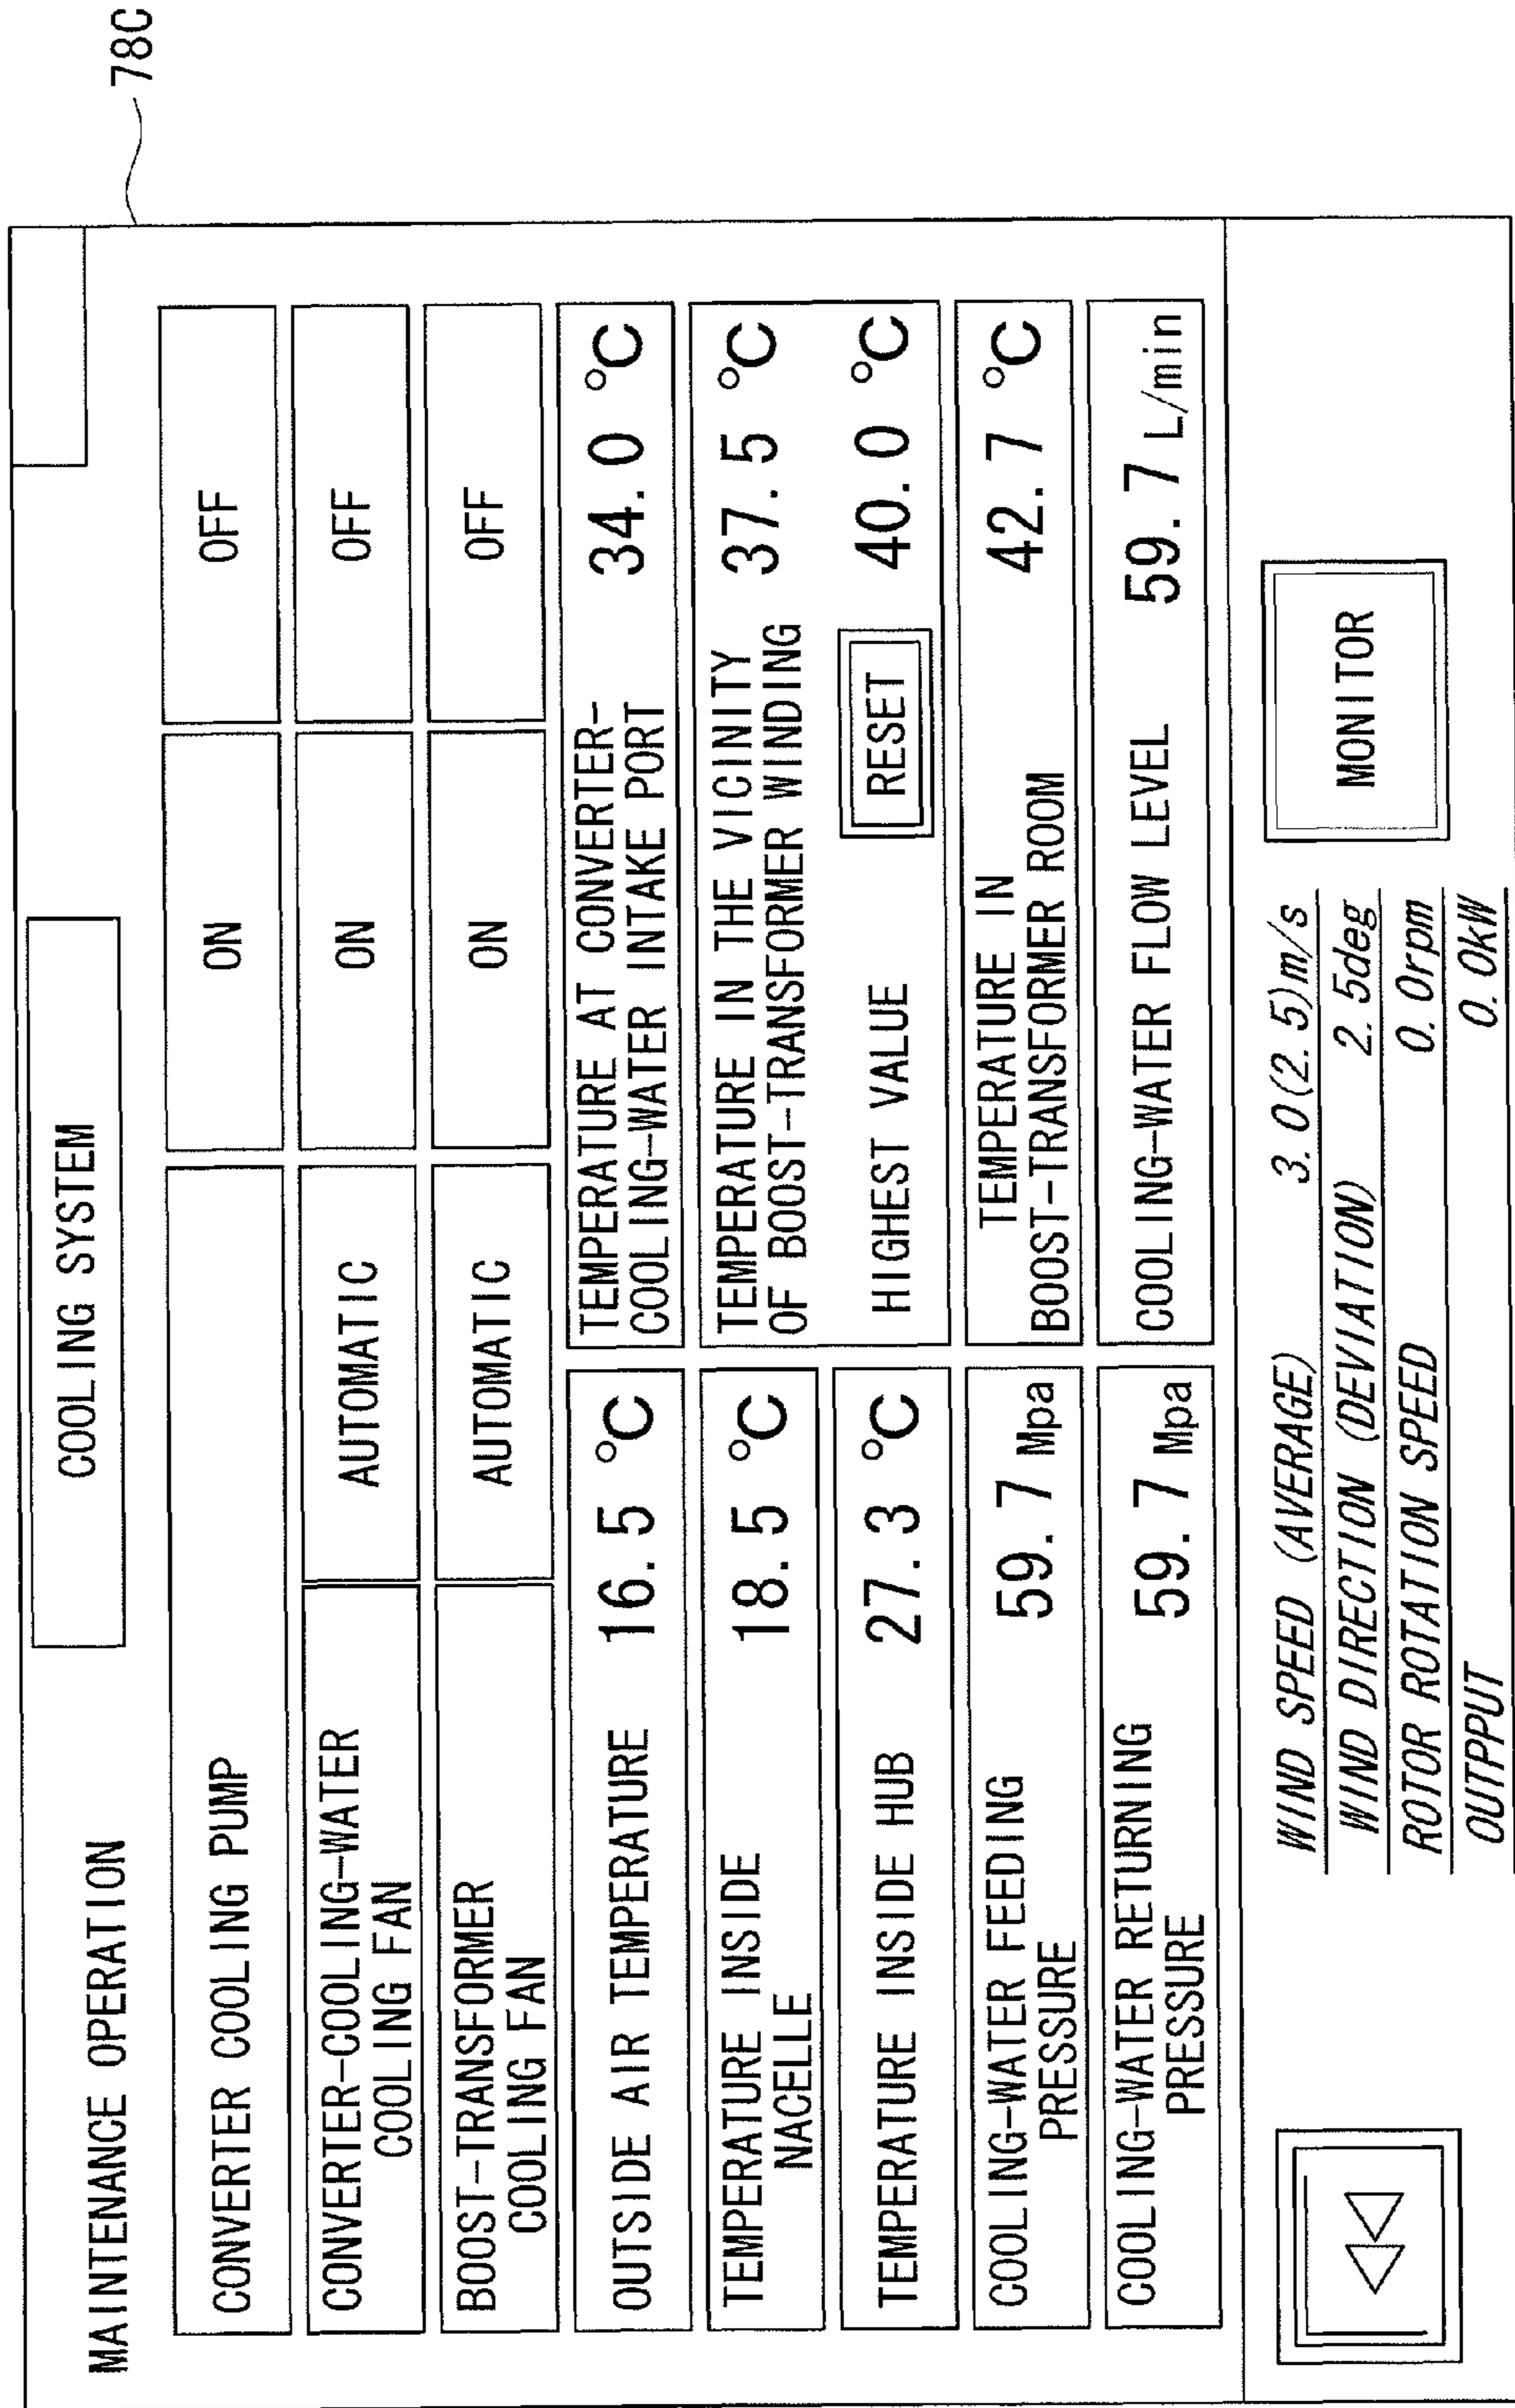 78C
COOLING SYSTEM
MAINTENANCE OPERATION
CONVERTER COOLING PUMP ON OFF
CONVERTER-COOLING-WATER
COOLING FAN AUTOMATIC ON OFF
BOOST-TRANSFORMER
COOLING FAN AUTOMATIC ON OFF
OUTSIDE AIR TEMPERATURE 16.5 °C
TEMPERATURE INSIDE
NACELLE 18.5 °C
TEMPERATURE INSIDE HUB 27.3 °C
COOLING-WATER FEEDING
PRESSURE 59.7 Mpa
COOLING-WATER RETURNING
PRESSURE 59.7 Mpa
TEMPERATURE AT CONVERTER-
COOLING-WATER INTAKE PORT 34.0 °C
TEMPERATURE IN THE VICINITY
OF BOOST-TRANSFORMER WINDING 37.5 °C
HIGHEST VALUE RESET 40.0 °C
TEMPERATURE IN
BOOST-TRANSFORMER ROOM 42.7 °C
COOLING-WATER FLOW LEVEL 59.7 L/min
WIND SPEED (AVERAGE) 3.0(2.5)m/s
WIND DIRECTION (DEVIATION) 2.5deg
ROTOR ROTATION SPEED 0.0rpm
OUTPPUT 0.0kW
MONITOR